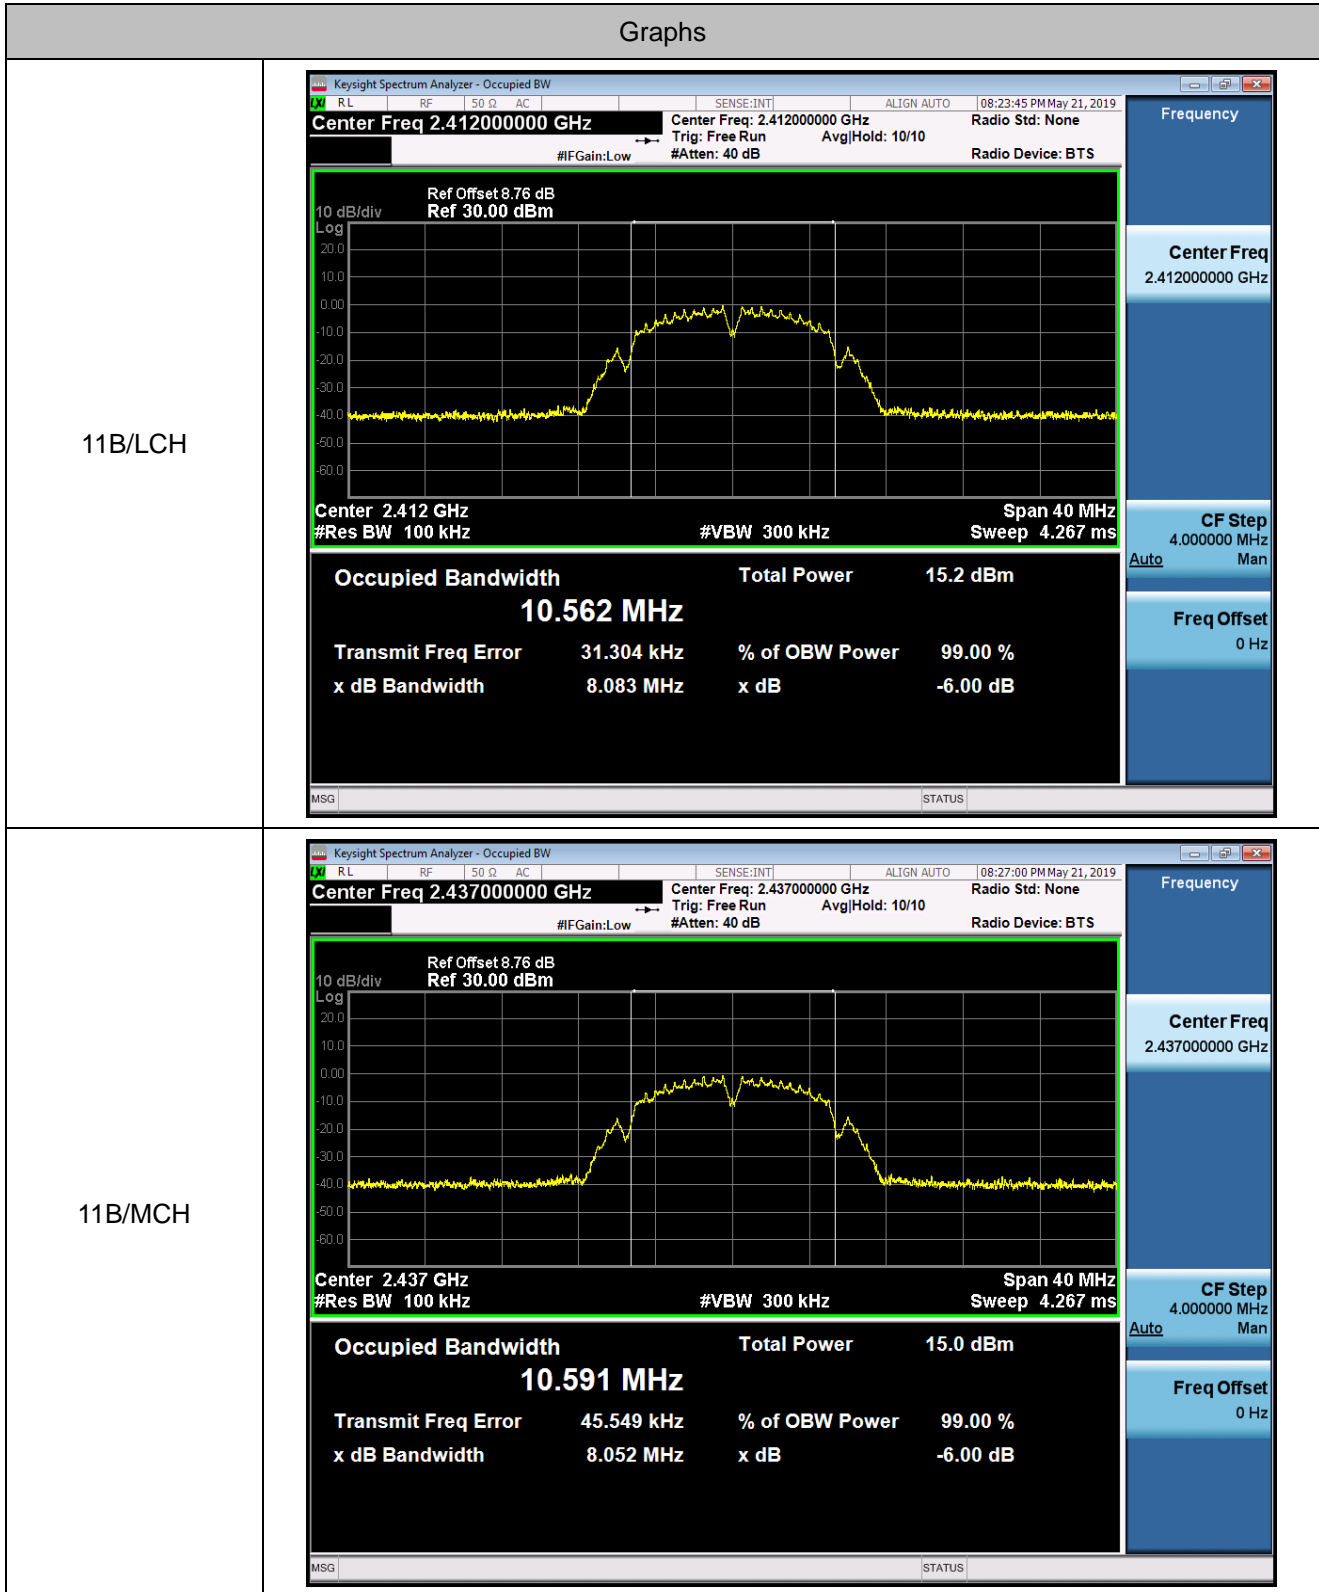 Graphs
11B/LCH
Keysight Spectrum Analyzer - Occupied BW
LXI RL RF 50 Ω AC SENSE:INT ALIGN AUTO 08:23:45 PM May 21, 2019
Center Freq 2.412000000 GHz
Center Freq: 2.412000000 GHz Radio Std: None
Trig: Free Run Avg|Hold: 10/10
#IFGain:Low #Atten: 40 dB Radio Device: BTS
Ref Offset 8.76 dB
10 dB/div Ref 30.00 dBm
Log
20.0
10.0
0.00
-10.0
-20.0
-30.0
-40.0
-50.0
-60.0
Center 2.412 GHz Span 40 MHz
#Res BW 100 kHz #VBW 300 kHz Sweep 4.267 ms
Occupied Bandwidth Total Power 15.2 dBm
10.562 MHz
Transmit Freq Error 31.304 kHz % of OBW Power 99.00 %
x dB Bandwidth 8.083 MHz x dB -6.00 dB
MSG STATUS
Frequency
Center Freq
2.412000000 GHz
CF Step
4.000000 MHz
Auto Man
Freq Offset
0 Hz
11B/MCH
Keysight Spectrum Analyzer - Occupied BW
LXI RL RF 50 Ω AC SENSE:INT ALIGN AUTO 08:27:00 PM May 21, 2019
Center Freq 2.437000000 GHz
Center Freq: 2.437000000 GHz Radio Std: None
Trig: Free Run Avg|Hold: 10/10
#IFGain:Low #Atten: 40 dB Radio Device: BTS
Ref Offset 8.76 dB
10 dB/div Ref 30.00 dBm
Log
20.0
10.0
0.00
-10.0
-20.0
-30.0
-40.0
-50.0
-60.0
Center 2.437 GHz Span 40 MHz
#Res BW 100 kHz #VBW 300 kHz Sweep 4.267 ms
Occupied Bandwidth Total Power 15.0 dBm
10.591 MHz
Transmit Freq Error 45.549 kHz % of OBW Power 99.00 %
x dB Bandwidth 8.052 MHz x dB -6.00 dB
MSG STATUS
Frequency
Center Freq
2.437000000 GHz
CF Step
4.000000 MHz
Auto Man
Freq Offset
0 Hz